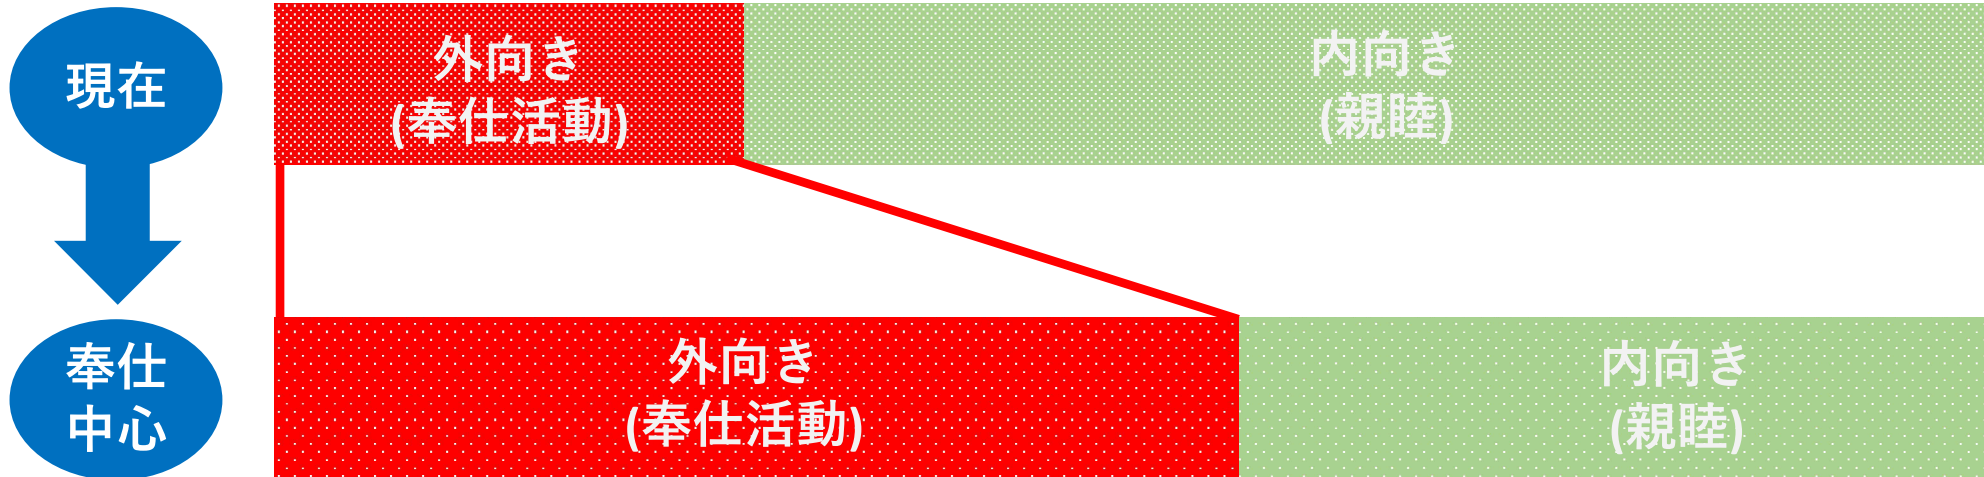 現在
外向き
(奉仕活動)
内向き
(親睦)
奉仕
中心
外向き
(奉仕活動)
内向き
(親睦)